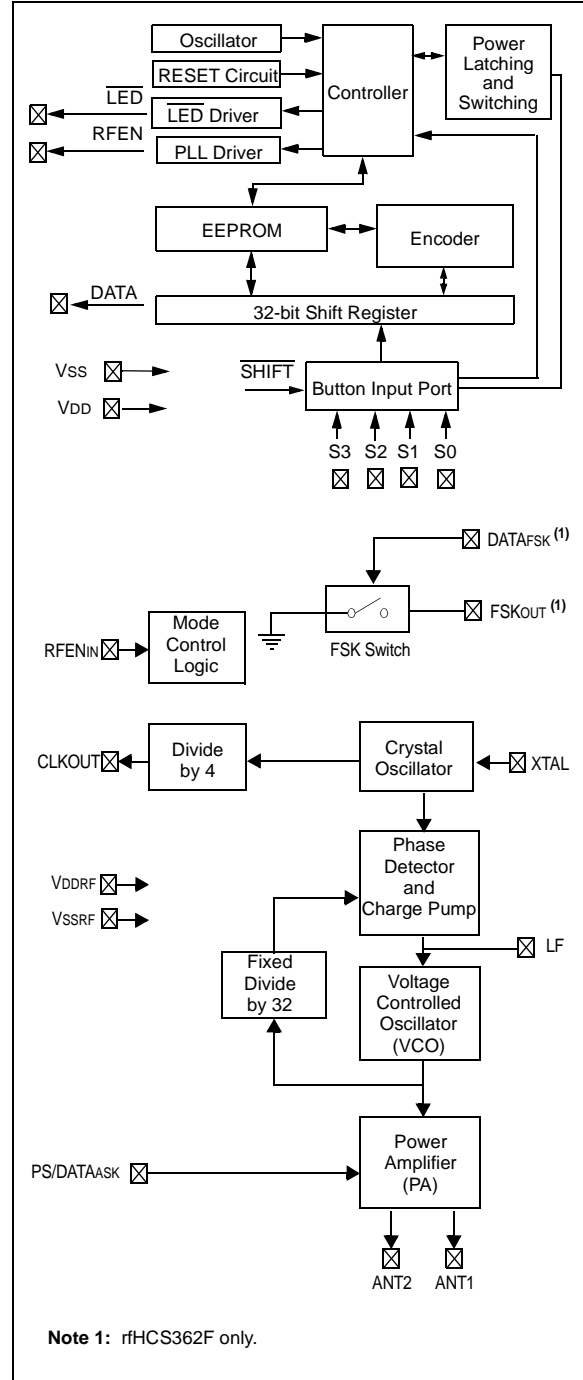 Oscillator
RESET Circuit
LED
LED Driver
RFEN
PLL Driver
Controller
Power
Latching
and
Switching
EEPROM
Encoder
DATA
32-bit Shift Register
VSS
VDD
SHIFT
Button Input Port
S3 S2 S1 S0
DATAFSK (1)
FSKOUT (1)
FSK Switch
RFENIN
Mode
Control
Logic
CLKOUT
Divide
by 4
Crystal
Oscillator
XTAL
Phase
Detector
and
Charge Pump
VDDRF
VSSRF
LF
Fixed
Divide
by 32
Voltage
Controlled
Oscillator
(VCO)
PS/DATAASK
Power
Amplifier
(PA)
ANT2 ANT1
Note 1: rfHCS362F only.